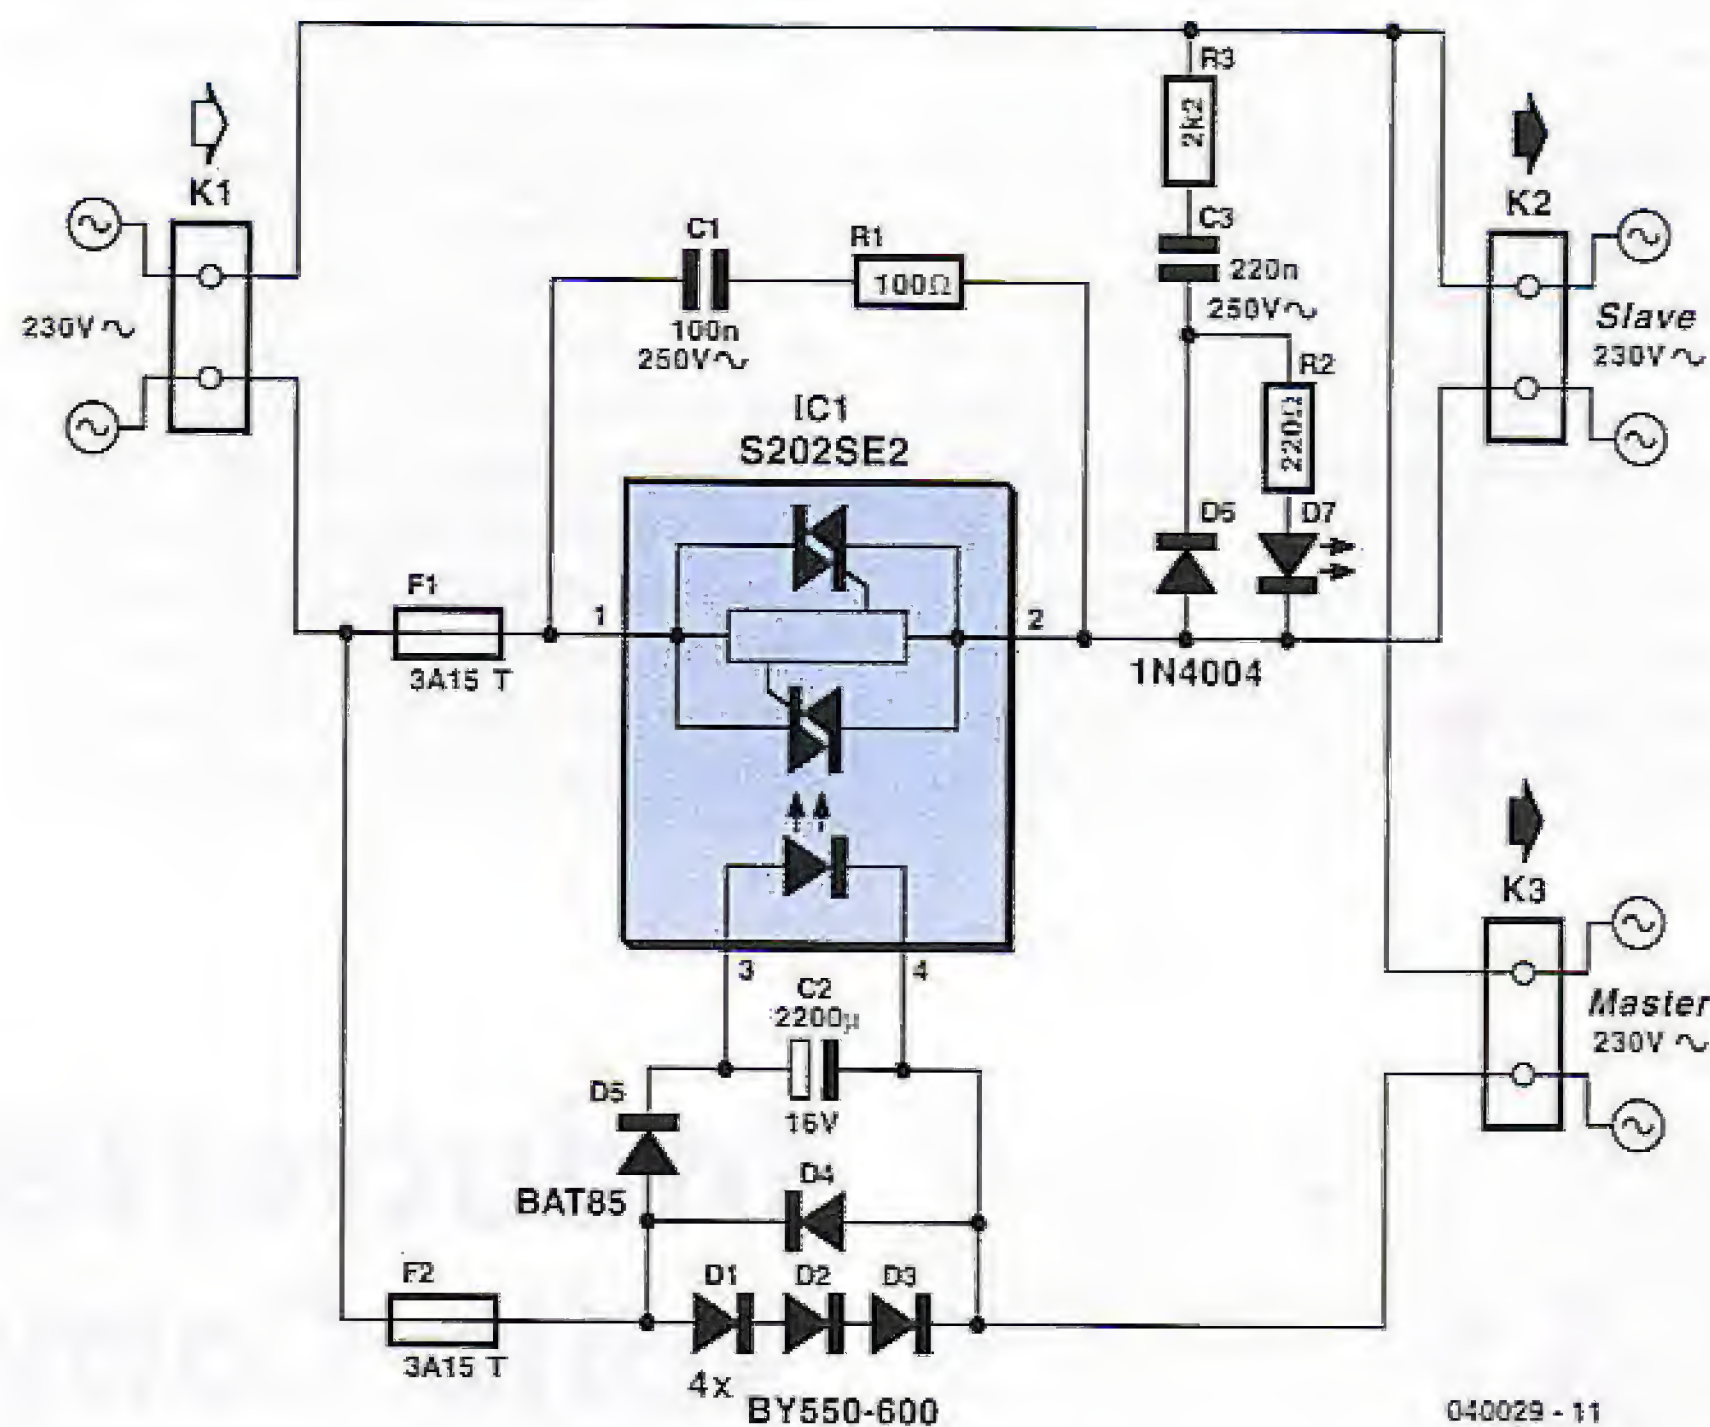 R3
2k2
K1
K2
C1
R1
C3
100Ω
220n
250V~
230V~
100n
250V~
Slave
230V~
R2
220Ω
IC1
S202SE2
D6
D7
F1
1
2
3A15 T
1N4004
K3
3
4
C2
2200µ
Master
230V~
D5
16V
BAT85
D4
F2
D1
D2
D3
3A15 T
4x
BY550-600
040029 - 11